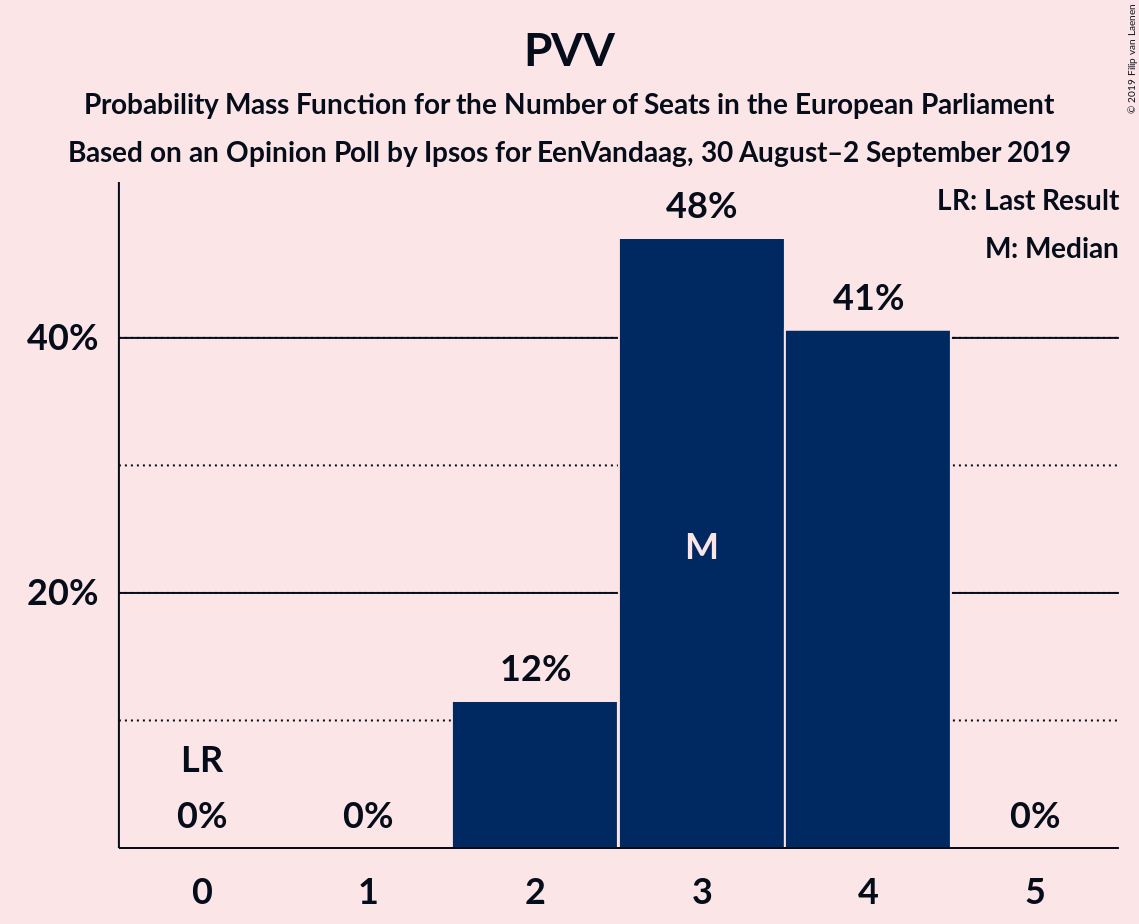 PVV
Probability Mass Function for the Number of Seats in the European Parliament
Based on an Opinion Poll by Ipsos for EenVandaag, 30 August–2 September 2019
© 2019 Filip van Laenen
LR: Last Result
M: Median
48%
41%
40%
M
20%
12%
LR
0%
0%
0%
0
1
2
3
4
5